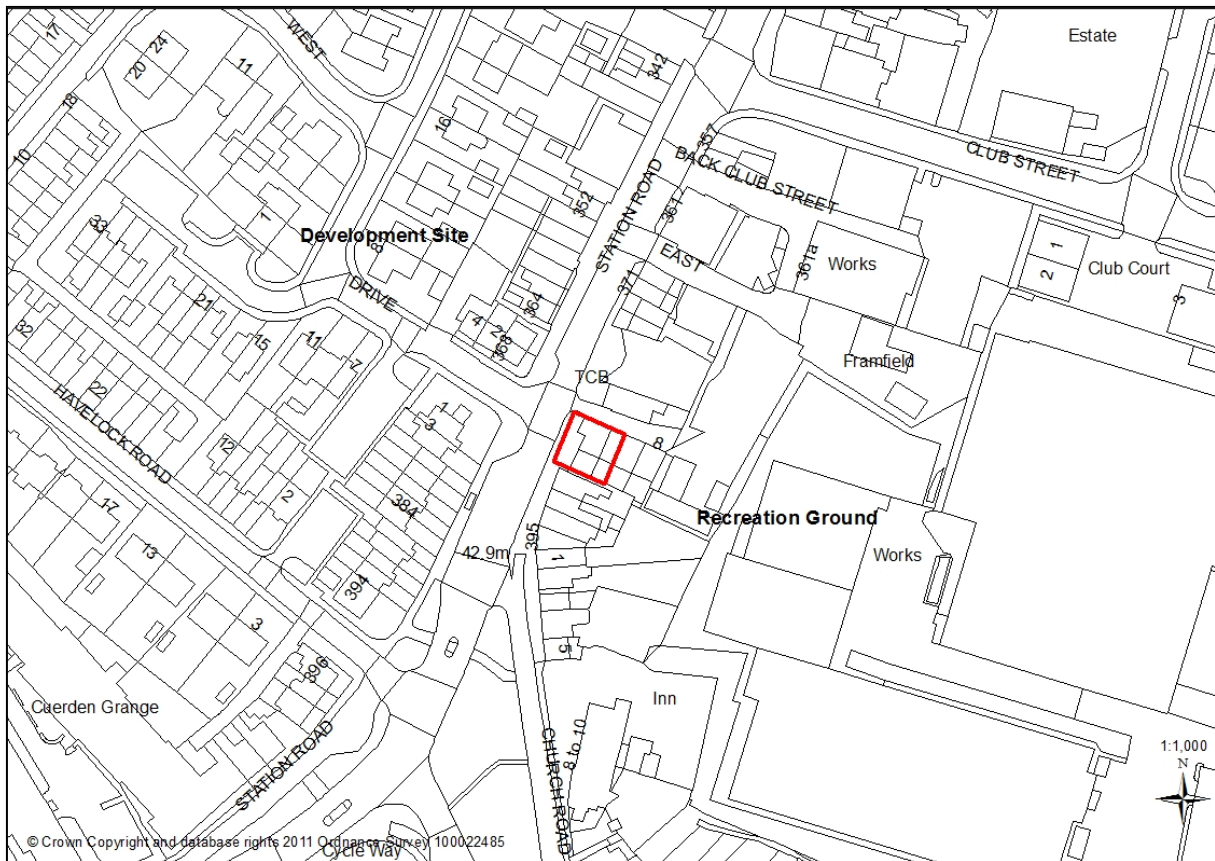 17
WEST
20
24
11
342
Estate
18
16
10
357
BACK CLUB STREET
CLUB STREET
352
STATION ROAD
361
33
1
Development Site
8
EAST
361a
Works
1
2
Club Court
3
DRIVE
371
364
21
4
2
368
32
15
11
7
Framfield
22
TCB
HAVELOCK ROAD
1
3
12
8
2
384
17
Recreation Ground
13
395
42.9m
1
Works
394
3
5
396
Inn
Cuerden Grange
STATION ROAD
8 to 10
CHURCH ROAD
1:1,000
N
© Crown Copyright and database rights 2011 Ordnance Survey 100022485
Cycle Way